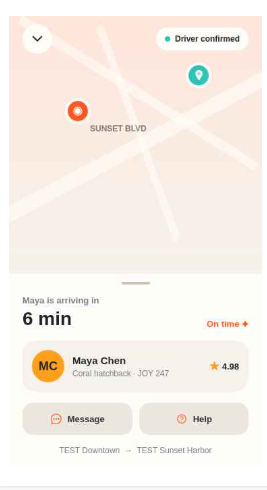 Driver confirmed
SUNSET BLVD
Maya is arriving in
6 min
On time
MC
Maya Chen
Coral hatchback · JOY 247
4.98
Message
Help
TEST Downtown → TEST Sunset Harbor